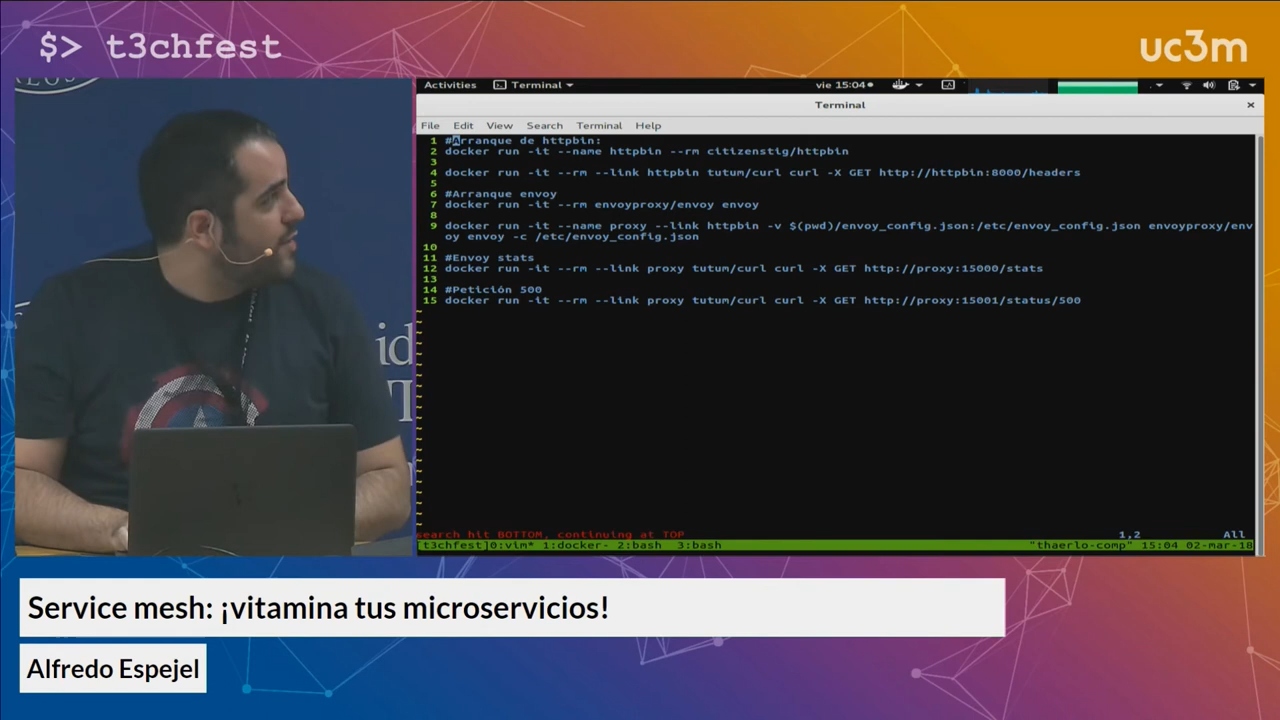 $> t3chfest
uc3m
Activities
Terminal
vie 15:04
Terminal
File Edit View Search Terminal Help
1 #Arranque de httpbin:
2 docker run -it --name httpbin --rm citizenstig/httpbin
3
4 docker run -it --rm --link httpbin tutum/curl curl -X GET http://httpbin:8000/headers
5
6 #Arranque envoy
7 docker run -it --rm envoyproxy/envoy envoy
8
9 docker run -it --name proxy --link httpbin -v $(pwd)/envoy_config.json:/etc/envoy_config.json envoyproxy/env
oy envoy -c /etc/envoy_config.json
10
11 #Envoy stats
12 docker run -it --rm --link proxy tutum/curl curl -X GET http://proxy:15000/stats
13
14 #Petición 500
15 docker run -it --rm --link proxy tutum/curl curl -X GET http://proxy:15001/status/500
search hit BOTTOM, continuing at TOP
1,2 All
[t3chfest]0:vim* 1:docker- 2:bash 3:bash "thaerlo-comp" 15:04 02-mar-18
id
Service mesh: ¡vitamina tus microservicios!
Alfredo Espejel